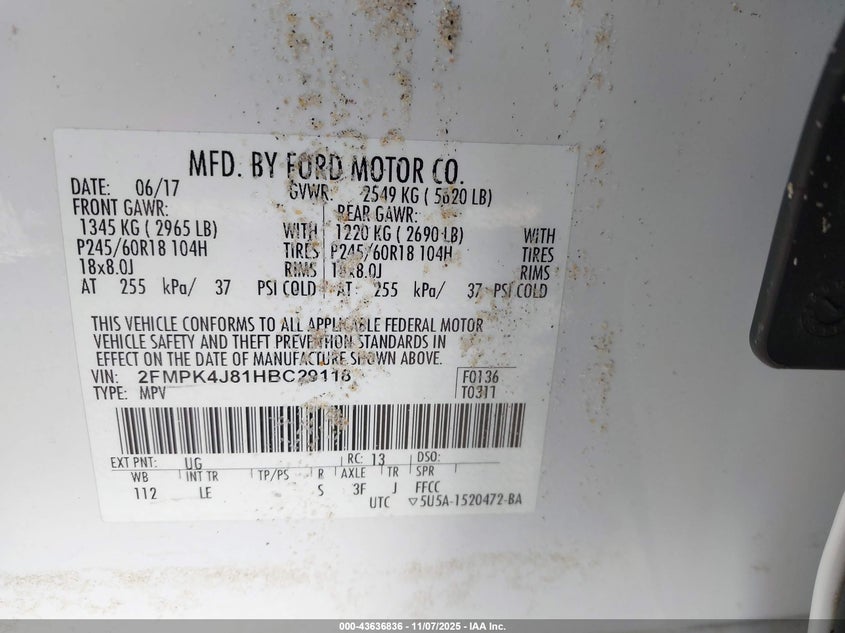 MFD. BY FORD MOTOR CO.
DATE: 06/17 GVWR: 2549 KG ( 5620 LB)
FRONT GAWR: REAR GAWR:
1345 KG ( 2965 LB) WITH 1220 KG ( 2690 LB) WITH
P245/60R18 104H TIRES P245/60R18 104H TIRES
18x8.0J RIMS 18x8.0J RIMS
AT 255 kPa/ 37 PSI COLD AT: 255 kPa/ 37 PSI COLD
THIS VEHICLE CONFORMS TO ALL APPLICABLE FEDERAL MOTOR
VEHICLE SAFETY AND THEFT PREVENTION STANDARDS IN
EFFECT ON THE DATE OF MANUFACTURE SHOWN ABOVE.
VIN: 2FMPK4J81HBC29118 F0136
TYPE: MPV T0311
EXT PNT: UG RC: 13 DSO:
WB INT TR TP/PS R AXLE TR SPR
112 LE S 3F J FFCC
UTC ▽5U5A-1520472-BA
000-43636836 - 11/07/2025 - IAA Inc.